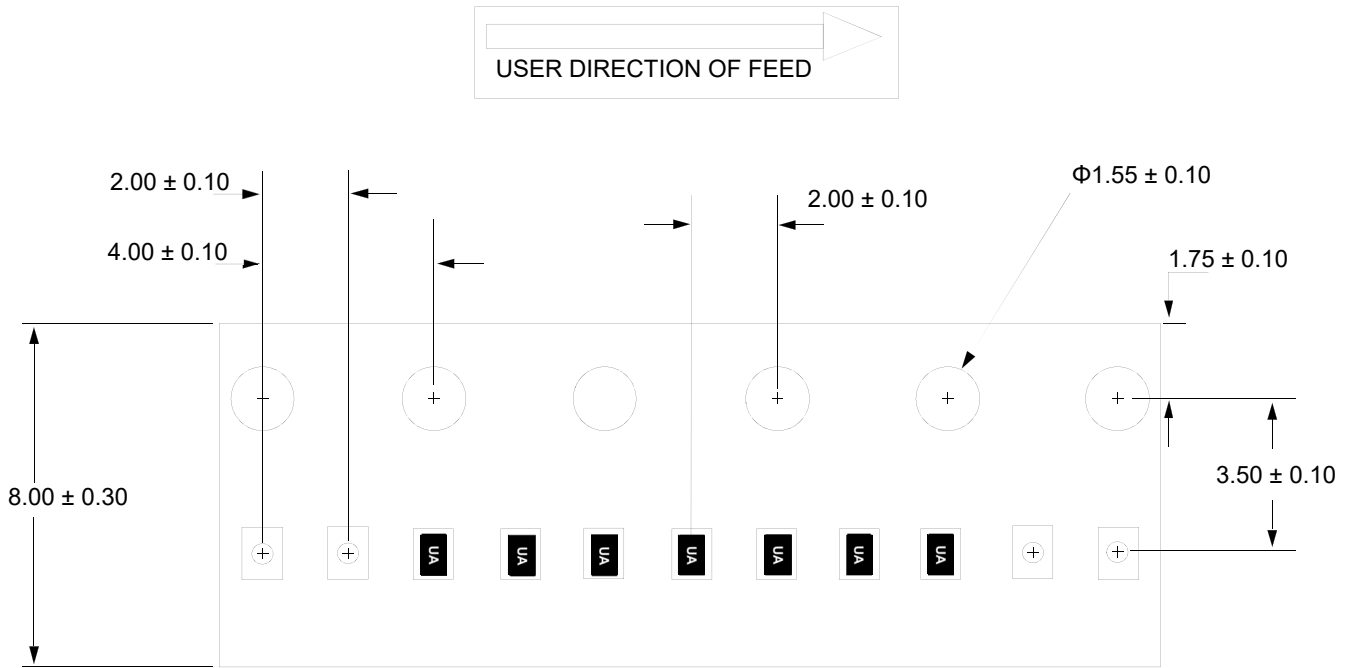 USER DIRECTION OF FEED
2.00 ± 0.10
2.00 ± 0.10
Φ1.55 ± 0.10
4.00 ± 0.10
1.75 ± 0.10
8.00 ± 0.30
3.50 ± 0.10
UA
UA
UA
UA
UA
UA
UA